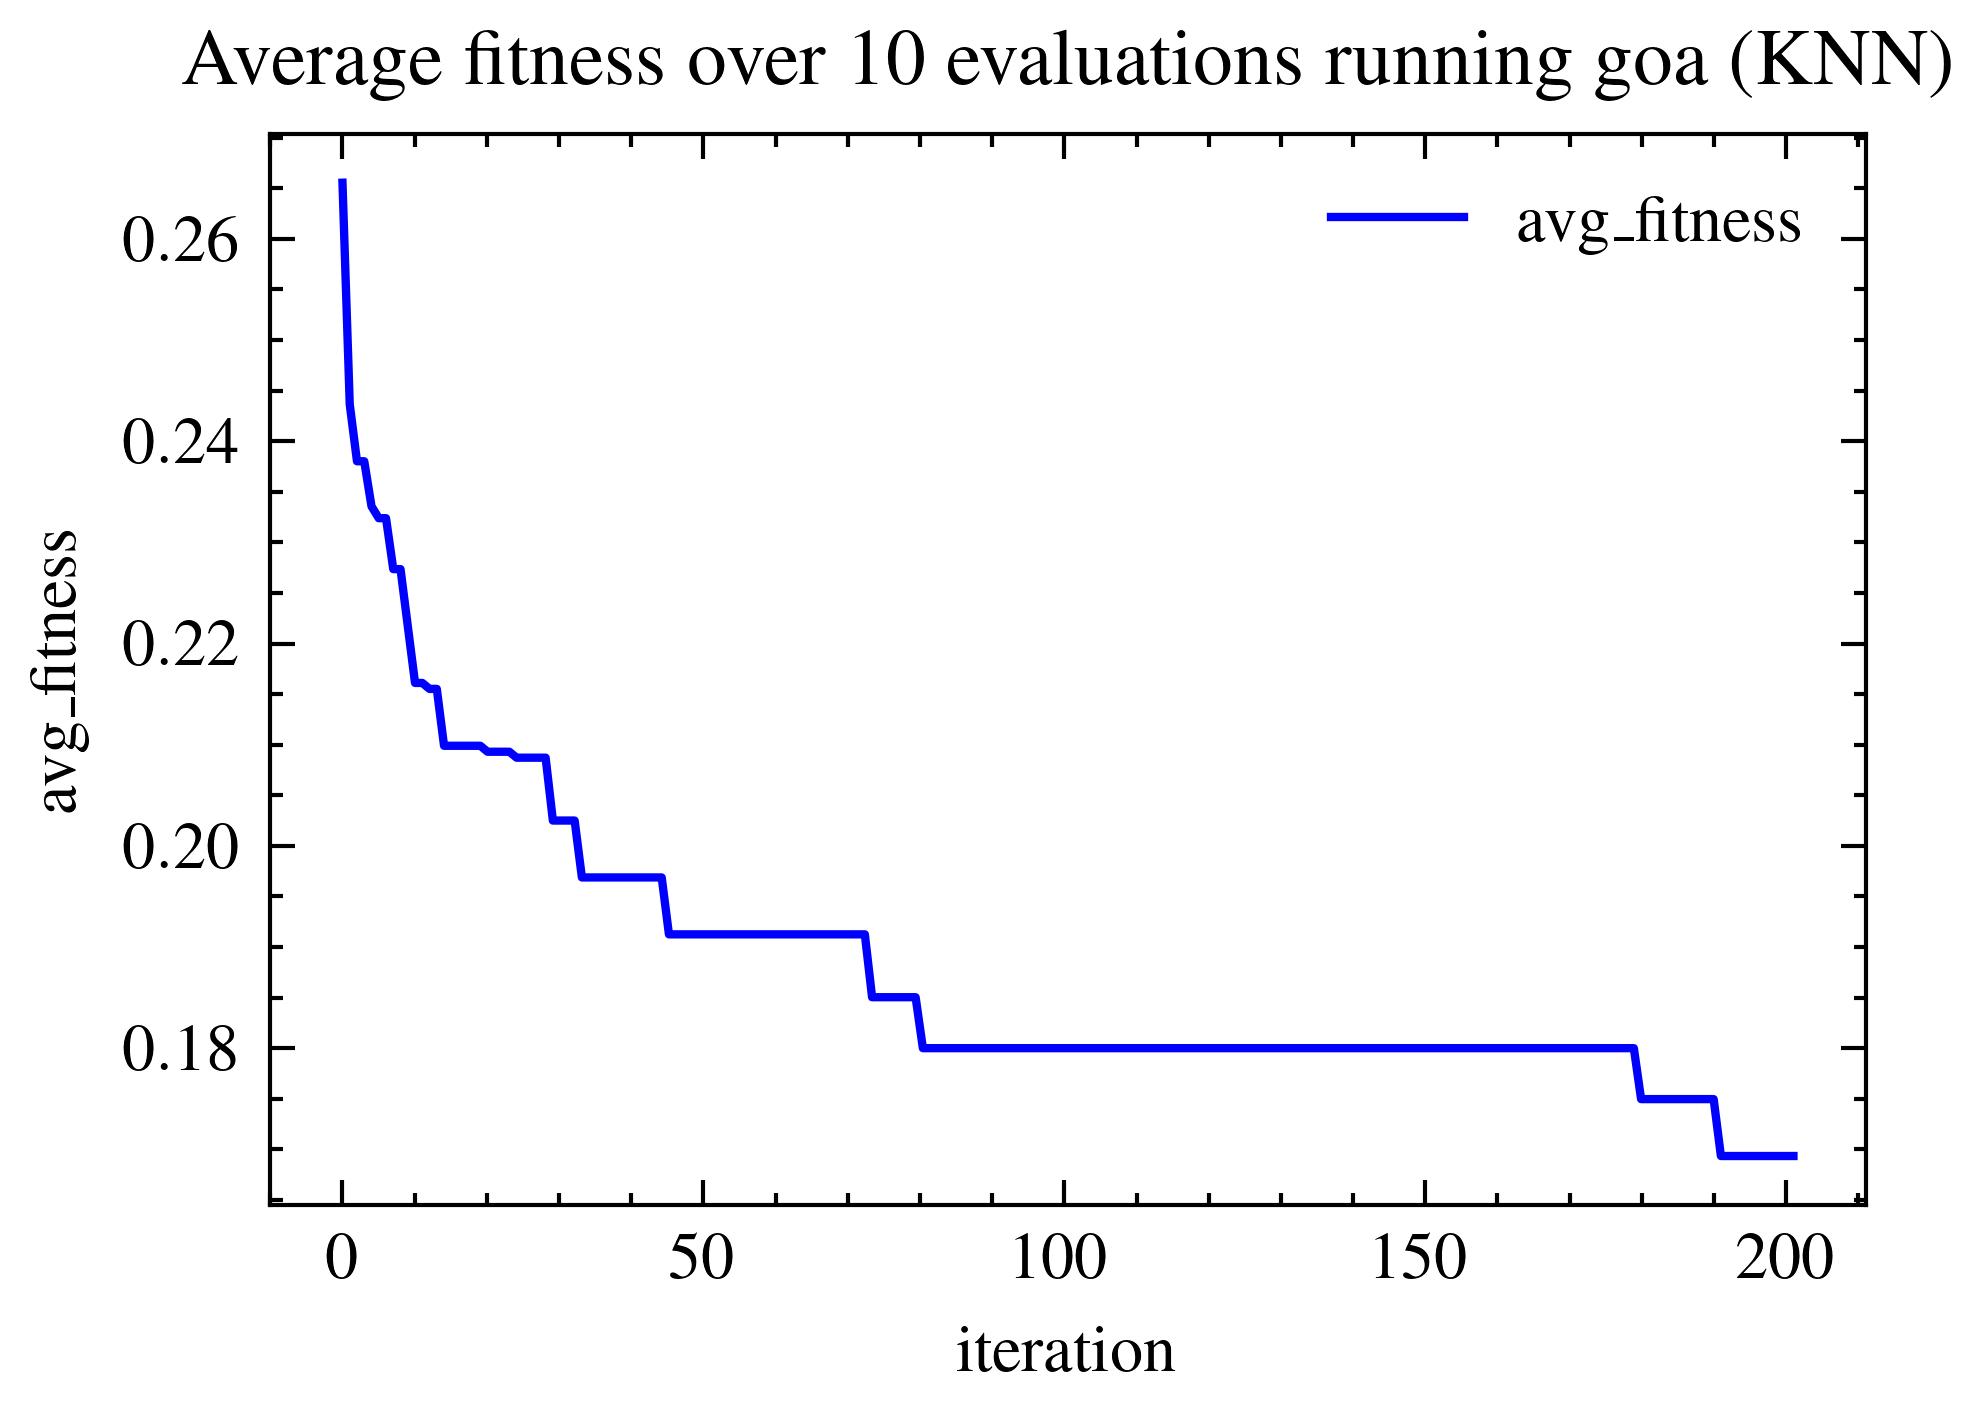 Average fitness over 10 evaluations running goa (KNN)
avg_fitness
0.26
0.24
0.22
0.20
0.18
avg_fitness
0 50 100 150 200
iteration